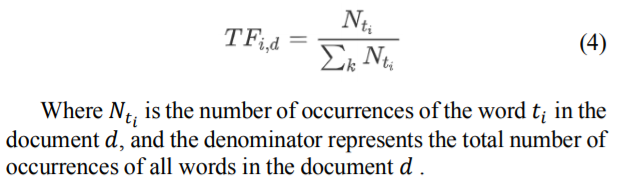 TF_{i,d} = \frac{N_{t_i}}{\sum_k N_{t_i}} (4)
Where N_{t_i} is the number of occurrences of the word t_i in the
document d, and the denominator represents the total number of
occurrences of all words in the document d .